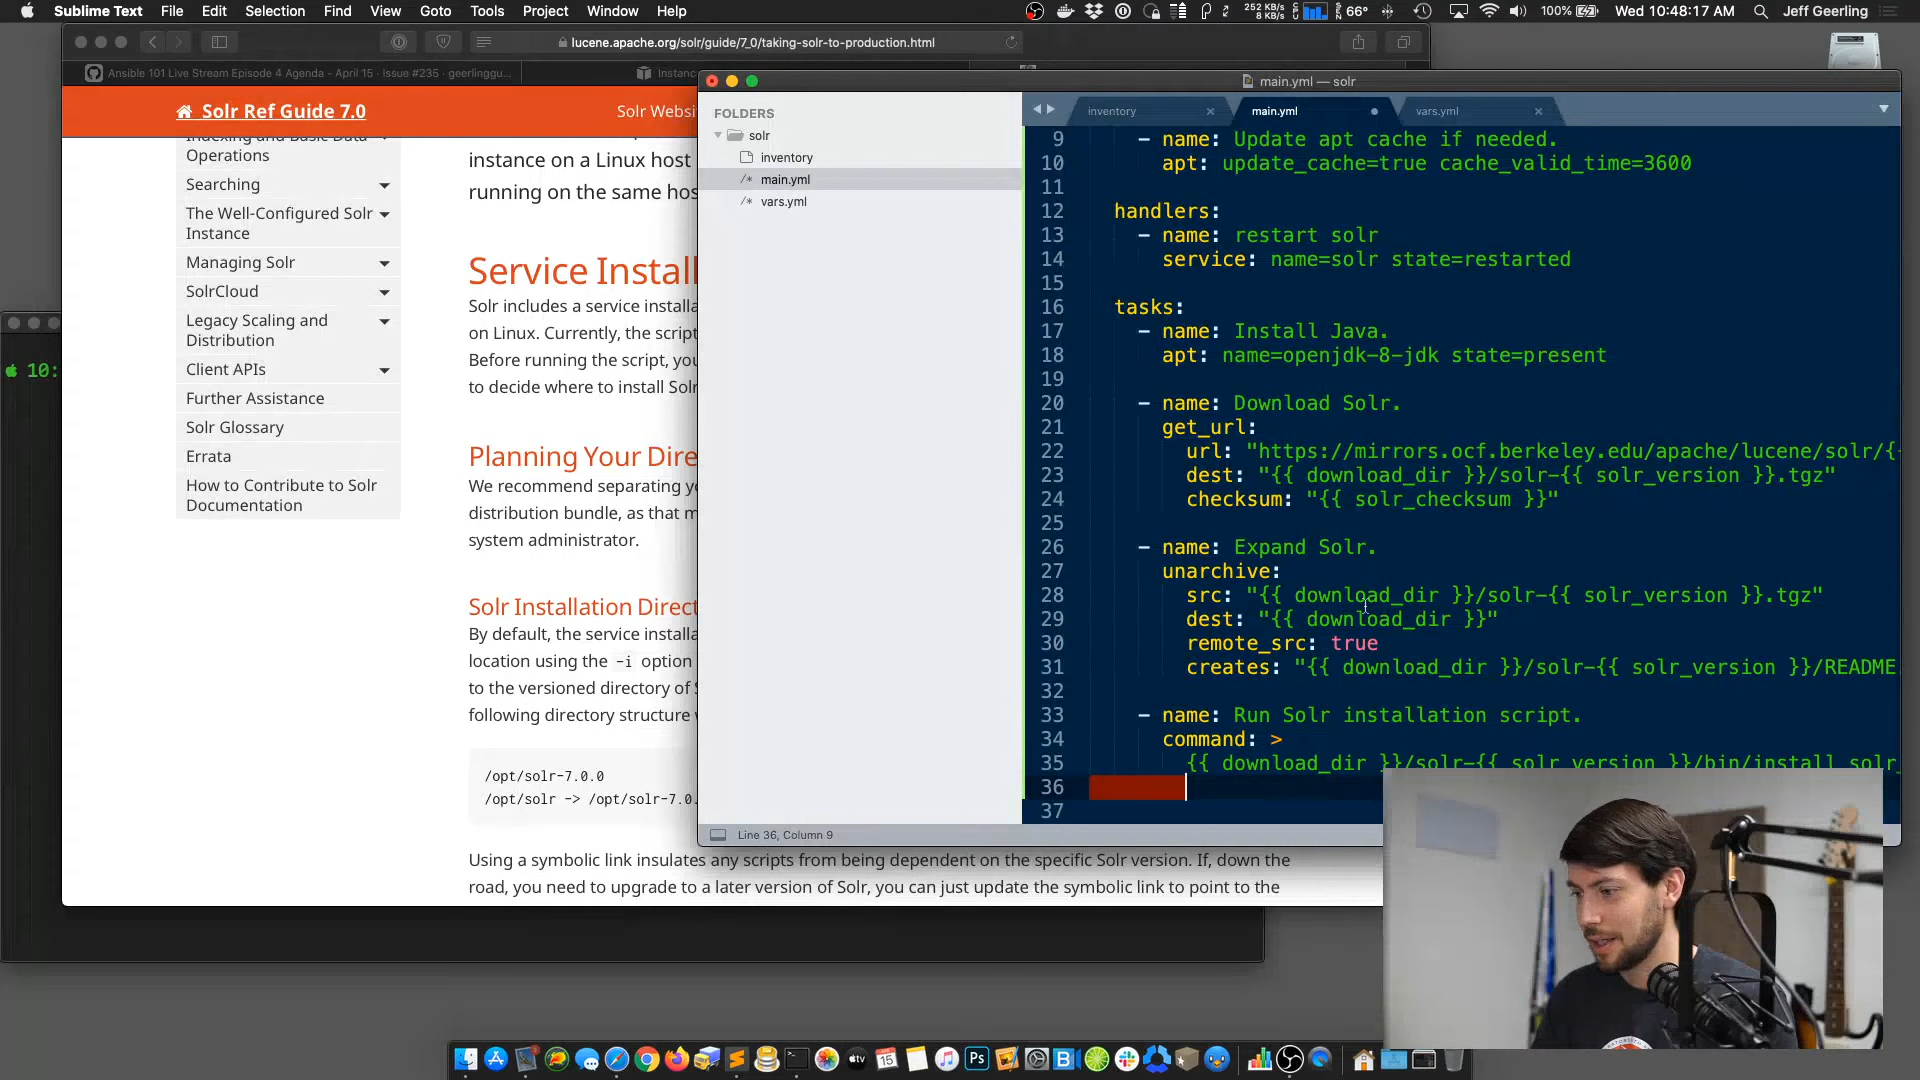 Sublime Text File Edit Selection Find View Goto Tools Project Window Help
252 KB/s
8 KB/s
66°
100%
Wed 10:48:17 AM
Jeff Geerling
lucene.apache.org/solr/guide/7_0/taking-solr-to-production.html
Ansible 101 Live Stream Episode 4 Agenda - April 15 · Issue #235 · geerlinggu...
Solr Ref Guide 7.0
Operations
Searching
The Well-Configured Solr
Instance
Managing Solr
SolrCloud
Legacy Scaling and
Distribution
Client APIs
Further Assistance
Solr Glossary
Errata
How to Contribute to Solr
Documentation
instance on a Linux host
running on the same
Service
Solr includes a service
on Linux. Currently, the
Before running the script,
to decide where to install
Planning Your
We recommend separating
distribution bundle, as that
system administrator.
Solr Installation
By default, the service
location using the -i option
to the versioned directory of
following directory structure
/opt/solr-7.0.0
/opt/solr -> /opt/solr-7.0.
Using a symbolic link insulates any scripts from being dependent on the specific Solr version. If, down the
road, you need to upgrade to a later version of Solr, you can just update the symbolic link to point to the
10:
main.yml — solr
FOLDERS
solr
inventory
main.yml
vars.yml
inventory
main.yml
vars.yml
9 - name: Update apt cache if needed.
10 apt: update_cache=true cache_valid_time=3600
11
12 handlers:
13 - name: restart solr
14 service: name=solr state=restarted
15
16 tasks:
17 - name: Install Java.
18 apt: name=openjdk-8-jdk state=present
19
20 - name: Download Solr.
21 get_url:
22 url: "https://mirrors.ocf.berkeley.edu/apache/lucene/solr/{
23 dest: "{{ download_dir }}/solr-{{ solr_version }}.tgz"
24 checksum: "{{ solr_checksum }}"
25
26 - name: Expand Solr.
27 unarchive:
28 src: "{{ download_dir }}/solr-{{ solr_version }}.tgz"
29 dest: "{{ download_dir }}"
30 remote_src: true
31 creates: "{{ download_dir }}/solr-{{ solr_version }}/README
32
33 - name: Run Solr installation script.
34 command: >
35 {{ download_dir }}/solr-{{ solr_version }}/bin/install_solr_
36
37
Line 36, Column 9